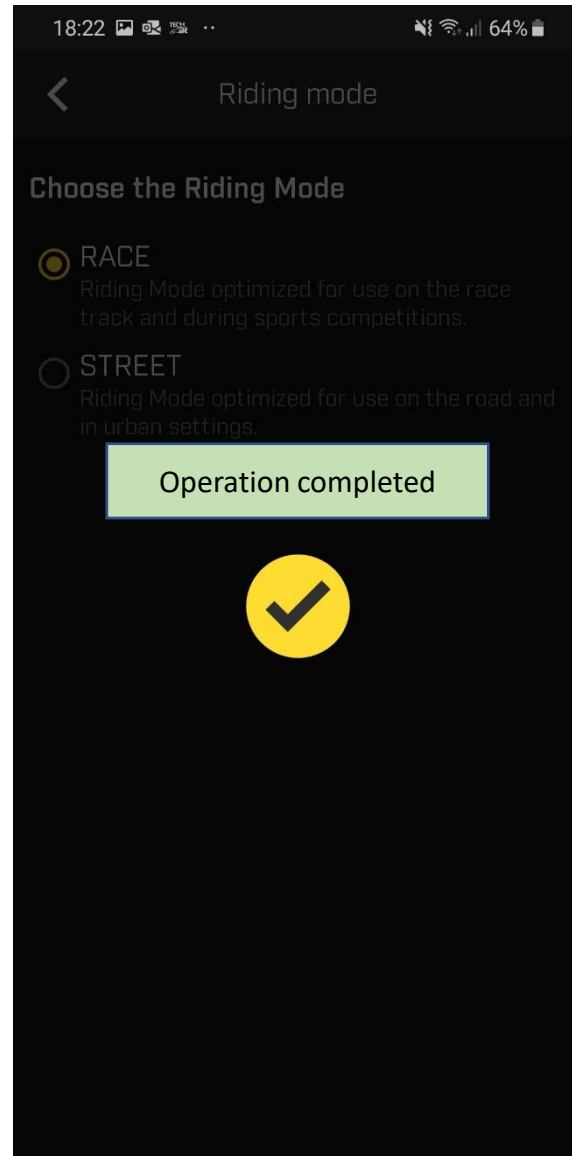 18:22 TECH AIR 64%
Riding mode
Choose the Riding Mode
RACE
Riding Mode optimized for use on the race
track and during sports competitions.
STREET
Riding Mode optimized for use on the road and
in urban settings.
Operation completed